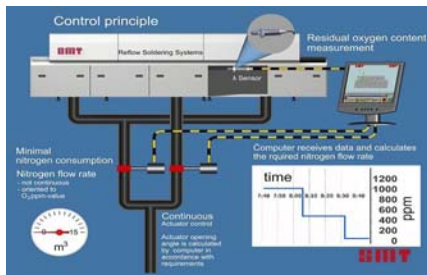 Control principle
SMT
Reflow Soldering Systems
λ Sensor
Residual oxygen content
measurement
Minimal
nitrogen consumption
Nitrogen flow rate
- not continuous
- oriented to
O₂ppm-value
0 15
m³
Continuous
Actuator control
Actuator opening
angle is calculated
by computer in
accordance with
requirements
Computer receives data and calculates
the rquired nitrogen flow rate
time
1200
1000
800
600
400
200
0
ppm
SMT